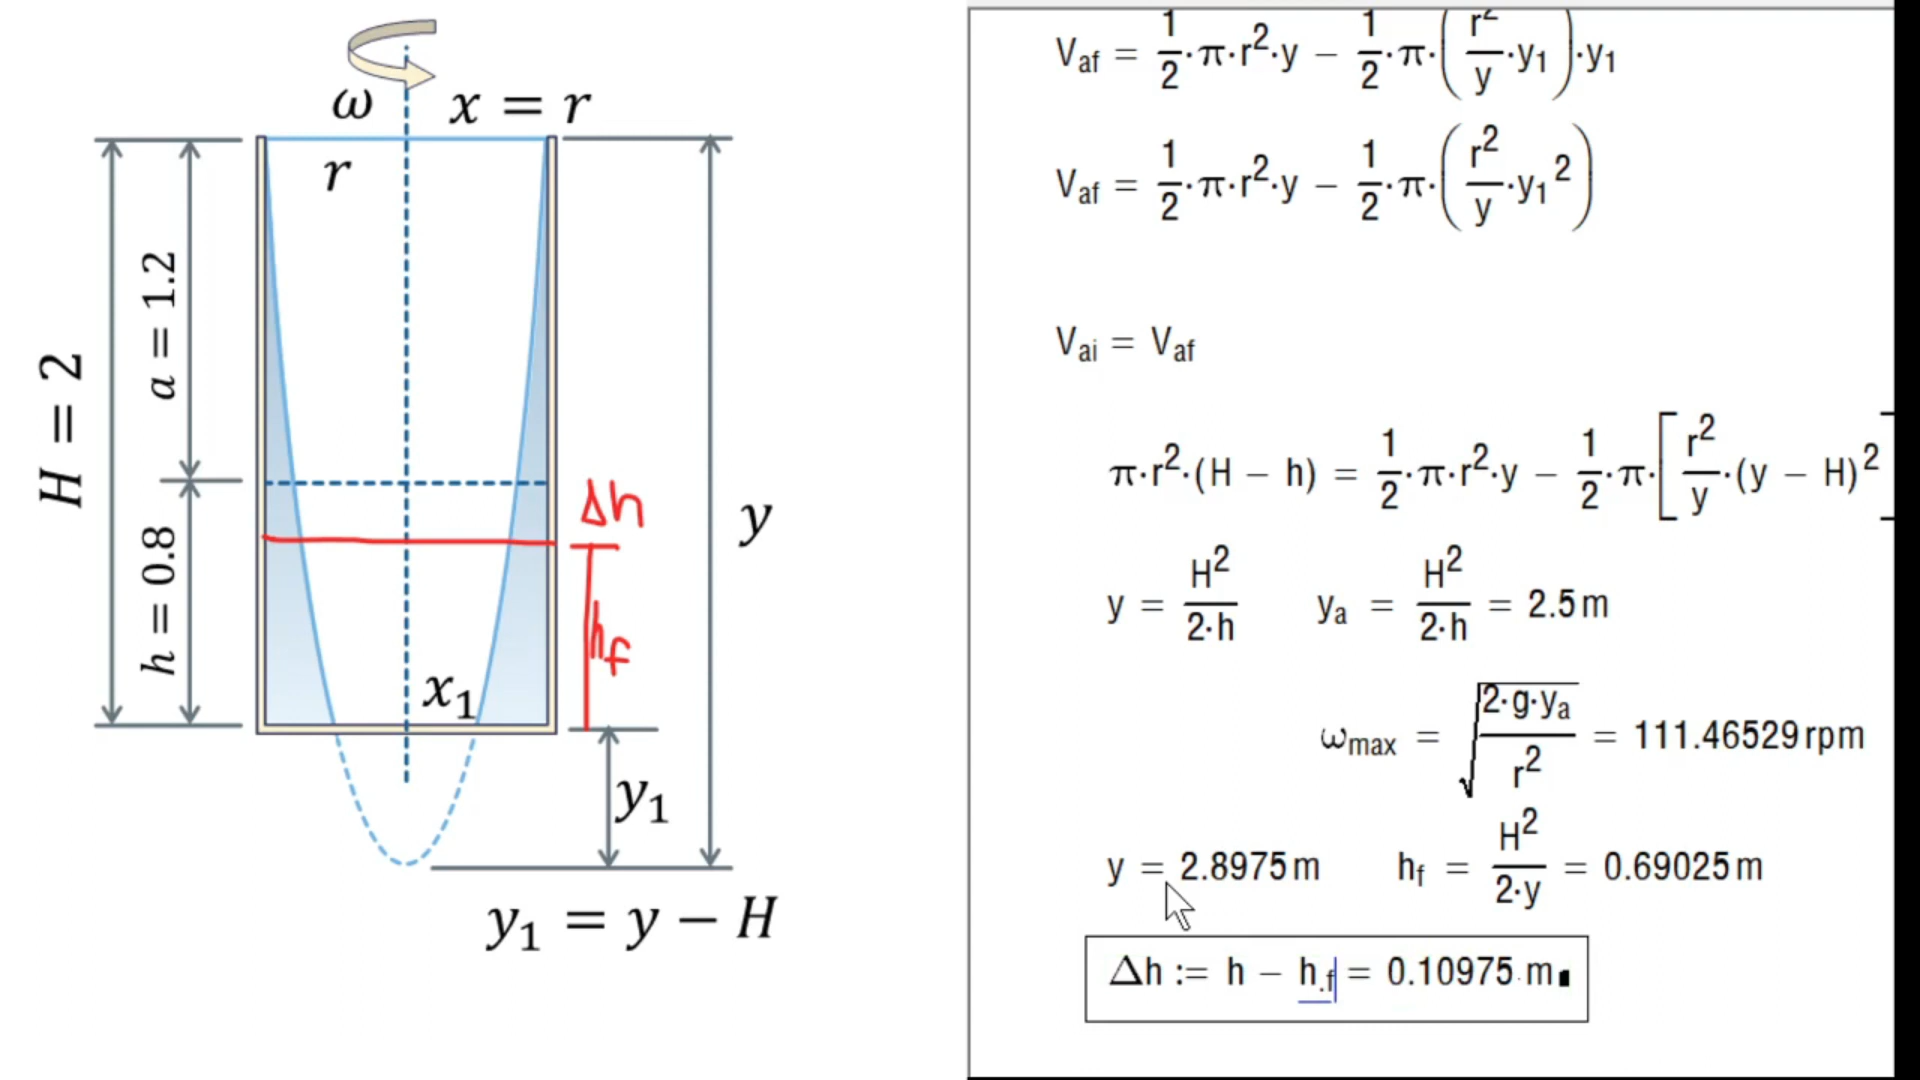 ω
x = r
r
H = 2
a = 1.2
h = 0.8
Δh
h_f
y
x₁
y₁
y₁ = y − H
V_af = 1/2·π·r²·y − 1/2·π·(r²/y·y₁)·y₁
V_af = 1/2·π·r²·y − 1/2·π·(r²/y·y₁²)
V_ai = V_af
π·r²·(H − h) = 1/2·π·r²·y − 1/2·π·[r²/y·(y − H)²]
y = H²/2·h    y_a = H²/2·h = 2.5 m
ω_max = √(2·g·y_a/r²) = 111.46529 rpm
y = 2.8975 m    h_f = H²/2·y = 0.69025 m
Δh := h − h.f = 0.10975 m